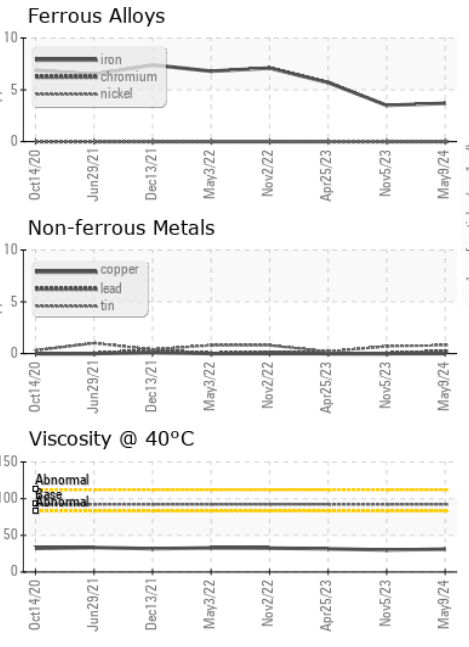 Ferrous Alloys
10
5
0
iron
chromium
nickel
Oct14/20
Jun29/21
Dec13/21
May3/22
Nov2/22
Apr25/23
Nov5/23
May9/24
Non-ferrous Metals
10
5
0
copper
lead
tin
Oct14/20
Jun29/21
Dec13/21
May3/22
Nov2/22
Apr25/23
Nov5/23
May9/24
Viscosity @ 40°C
150
100
50
0
Abnormal
Base
Abnormal
Oct14/20
Jun29/21
Dec13/21
May3/22
Nov2/22
Apr25/23
Nov5/23
May9/24